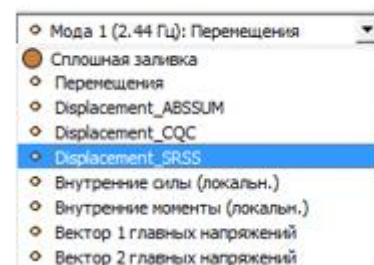 Мода 1 (2.44 Гц): Перемещения
Сплошная заливка
Перемещения
Displacement_ABSSUM
Displacement_CQC
Displacement_SRSS
Внутренние силы (локальн.)
Внутренние моменты (локальн.)
Вектор 1 главных напряжений
Вектор 2 главных напряжений